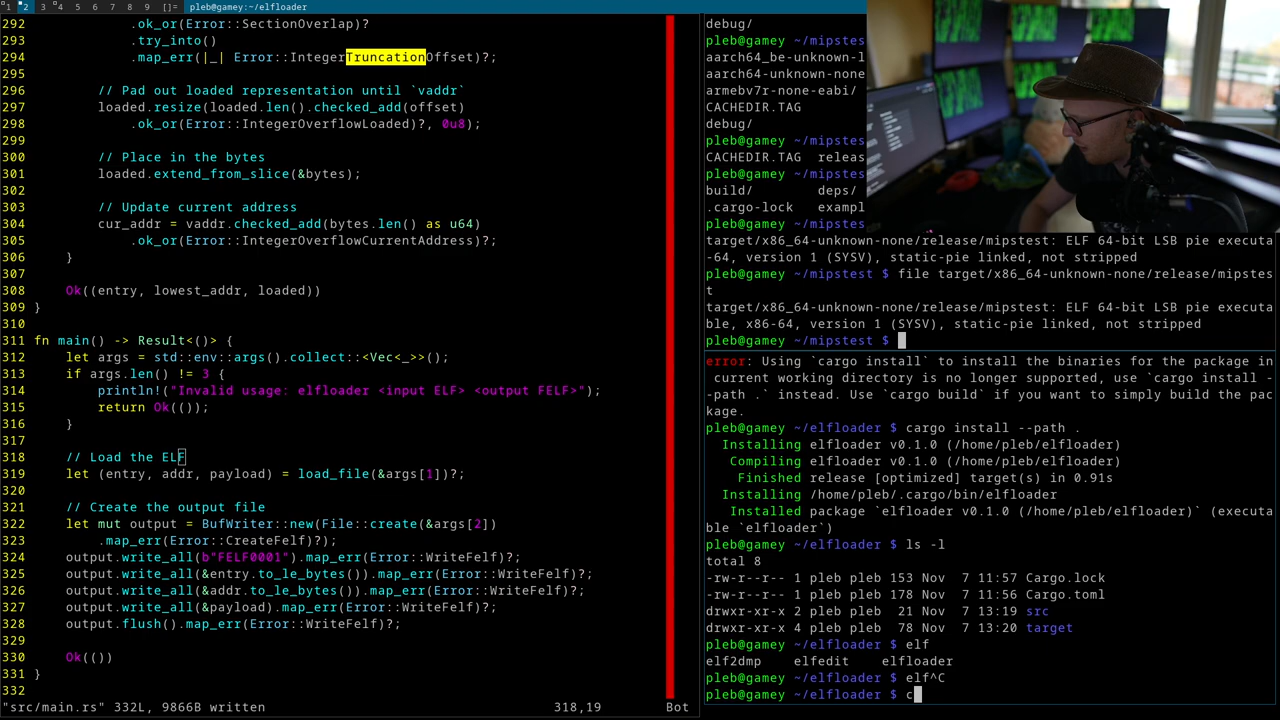 1 2 3 4 5 6 7 8 9 []= pleb@gamey:~/elfloader
292             .ok_or(Error::SectionOverlap)?
293             .try_into()
294             .map_err(|_| Error::IntegerTruncationOffset)?;
295
296         // Pad out loaded representation until `vaddr`
297         loaded.resize(loaded.len().checked_add(offset)
298             .ok_or(Error::IntegerOverflowLoaded)?, 0u8);
299
300         // Place in the bytes
301         loaded.extend_from_slice(&bytes);
302
303         // Update current address
304         cur_addr = vaddr.checked_add(bytes.len() as u64)
305             .ok_or(Error::IntegerOverflowCurrentAddress)?;
306     }
307
308     Ok((entry, lowest_addr, loaded))
309 }
310
311 fn main() -> Result<()> {
312     let args = std::env::args().collect::<Vec<_>>();
313     if args.len() != 3 {
314         println!("Invalid usage: elfloader <input ELF> <output FELF>");
315         return Ok(());
316     }
317
318     // Load the ELF
319     let (entry, addr, payload) = load_file(&args[1])?;
320
321     // Create the output file
322     let mut output = BufWriter::new(File::create(&args[2])
323         .map_err(Error::CreateFelf)?);
324     output.write_all(b"FELF0001").map_err(Error::WriteFelf)?;
325     output.write_all(&entry.to_le_bytes()).map_err(Error::WriteFelf)?;
326     output.write_all(&addr.to_le_bytes()).map_err(Error::WriteFelf)?;
327     output.write_all(&payload).map_err(Error::WriteFelf)?;
328     output.flush().map_err(Error::WriteFelf)?;
329
330     Ok(())
331 }
332
"src/main.rs" 332L, 9866B written 318,19 Bot
debug/
pleb@gamey ~/mipstes
aarch64_be-unknown-l
aarch64-unknown-none
armebv7r-none-eabi/
CACHEDIR.TAG
debug/
pleb@gamey ~/mipstes
CACHEDIR.TAG  releas
pleb@gamey ~/mipstes
build/      deps/
.cargo-lock  exampl
pleb@gamey ~/mipstes
target/x86_64-unknown-none/release/mipstest: ELF 64-bit LSB pie executa
-64, version 1 (SYSV), static-pie linked, not stripped
pleb@gamey ~/mipstest $ file target/x86_64-unknown-none/release/mipstes
t
target/x86_64-unknown-none/release/mipstest: ELF 64-bit LSB pie executa
ble, x86-64, version 1 (SYSV), static-pie linked, not stripped
pleb@gamey ~/mipstest $
error: Using `cargo install` to install the binaries for the package in
 current working directory is no longer supported, use `cargo install -
-path .` instead. Use `cargo build` if you want to simply build the pac
kage.
pleb@gamey ~/elfloader $ cargo install --path .
  Installing elfloader v0.1.0 (/home/pleb/elfloader)
   Compiling elfloader v0.1.0 (/home/pleb/elfloader)
    Finished release [optimized] target(s) in 0.91s
  Installing /home/pleb/.cargo/bin/elfloader
   Installed package `elfloader v0.1.0 (/home/pleb/elfloader)` (executa
ble `elfloader`)
pleb@gamey ~/elfloader $ ls -l
total 8
-rw-r--r-- 1 pleb pleb 153 Nov  7 11:57 Cargo.lock
-rw-r--r-- 1 pleb pleb 178 Nov  7 11:56 Cargo.toml
drwxr-xr-x 2 pleb pleb  21 Nov  7 13:19 src
drwxr-xr-x 4 pleb pleb  78 Nov  7 13:20 target
pleb@gamey ~/elfloader $ elf
elf2dmp    elfedit    elfloader
pleb@gamey ~/elfloader $ elf^C
pleb@gamey ~/elfloader $ c